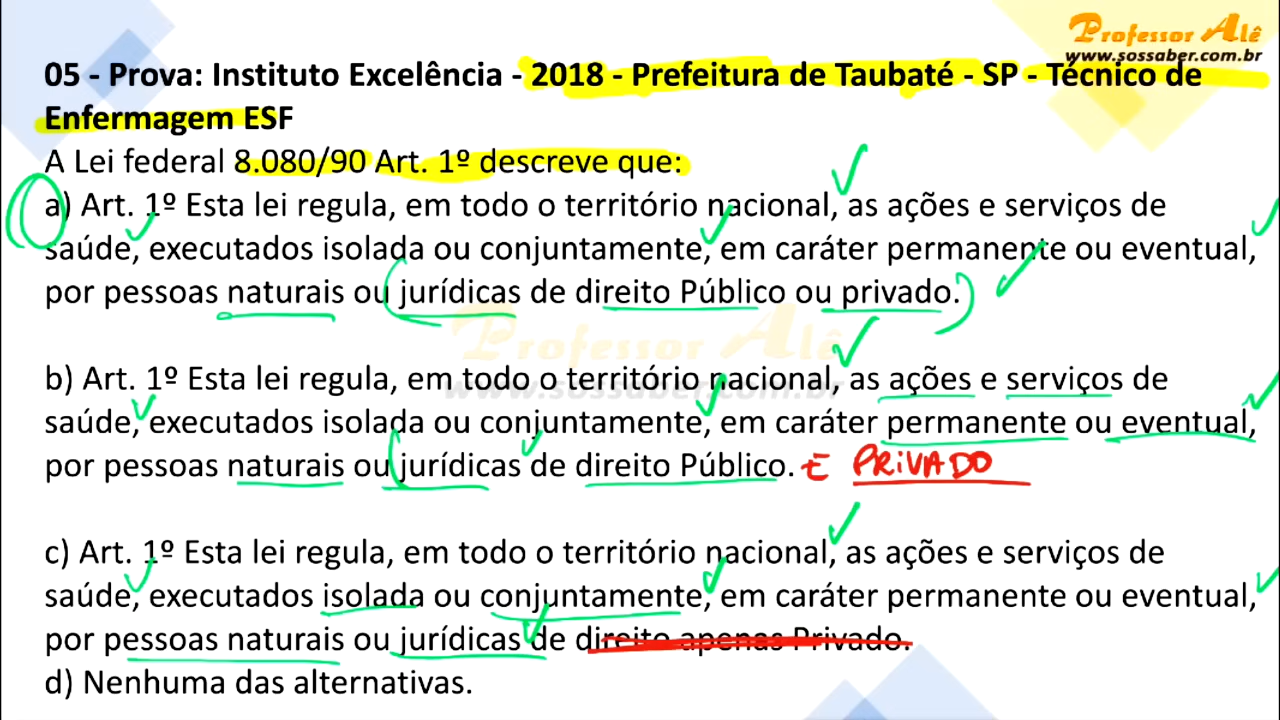 Professor Alê
www.sossaber.com.br
05 - Prova: Instituto Excelência - 2018 - Prefeitura de Taubaté - SP - Técnico de
Enfermagem ESF
A Lei federal 8.080/90 Art. 1º descreve que:
a) Art. 1º Esta lei regula, em todo o território nacional, as ações e serviços de
saúde, executados isolada ou conjuntamente, em caráter permanente ou eventual,
por pessoas naturais ou jurídicas de direito Público ou privado.
Professor Alê
www.sossaber.com.br
b) Art. 1º Esta lei regula, em todo o território nacional, as ações e serviços de
saúde, executados isolada ou conjuntamente, em caráter permanente ou eventual,
por pessoas naturais ou jurídicas de direito Público. E PRIVADO
c) Art. 1º Esta lei regula, em todo o território nacional, as ações e serviços de
saúde, executados isolada ou conjuntamente, em caráter permanente ou eventual,
por pessoas naturais ou jurídicas de direito apenas Privado.
d) Nenhuma das alternativas.